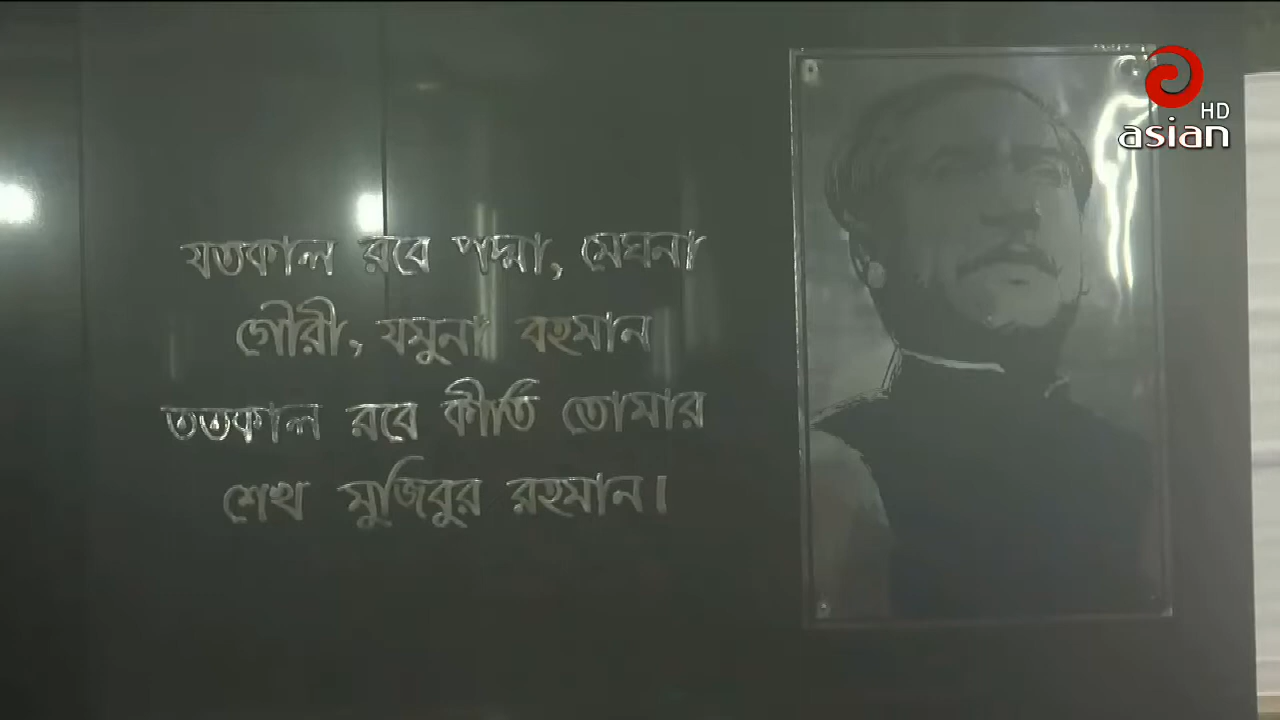 যতকাল রবে পদ্মা, মেঘনা
গৌরী, যমুনা বহমান
ততকাল রবে কীর্তি তোমার
শেখ মুজিবুর রহমান।
HD
asian